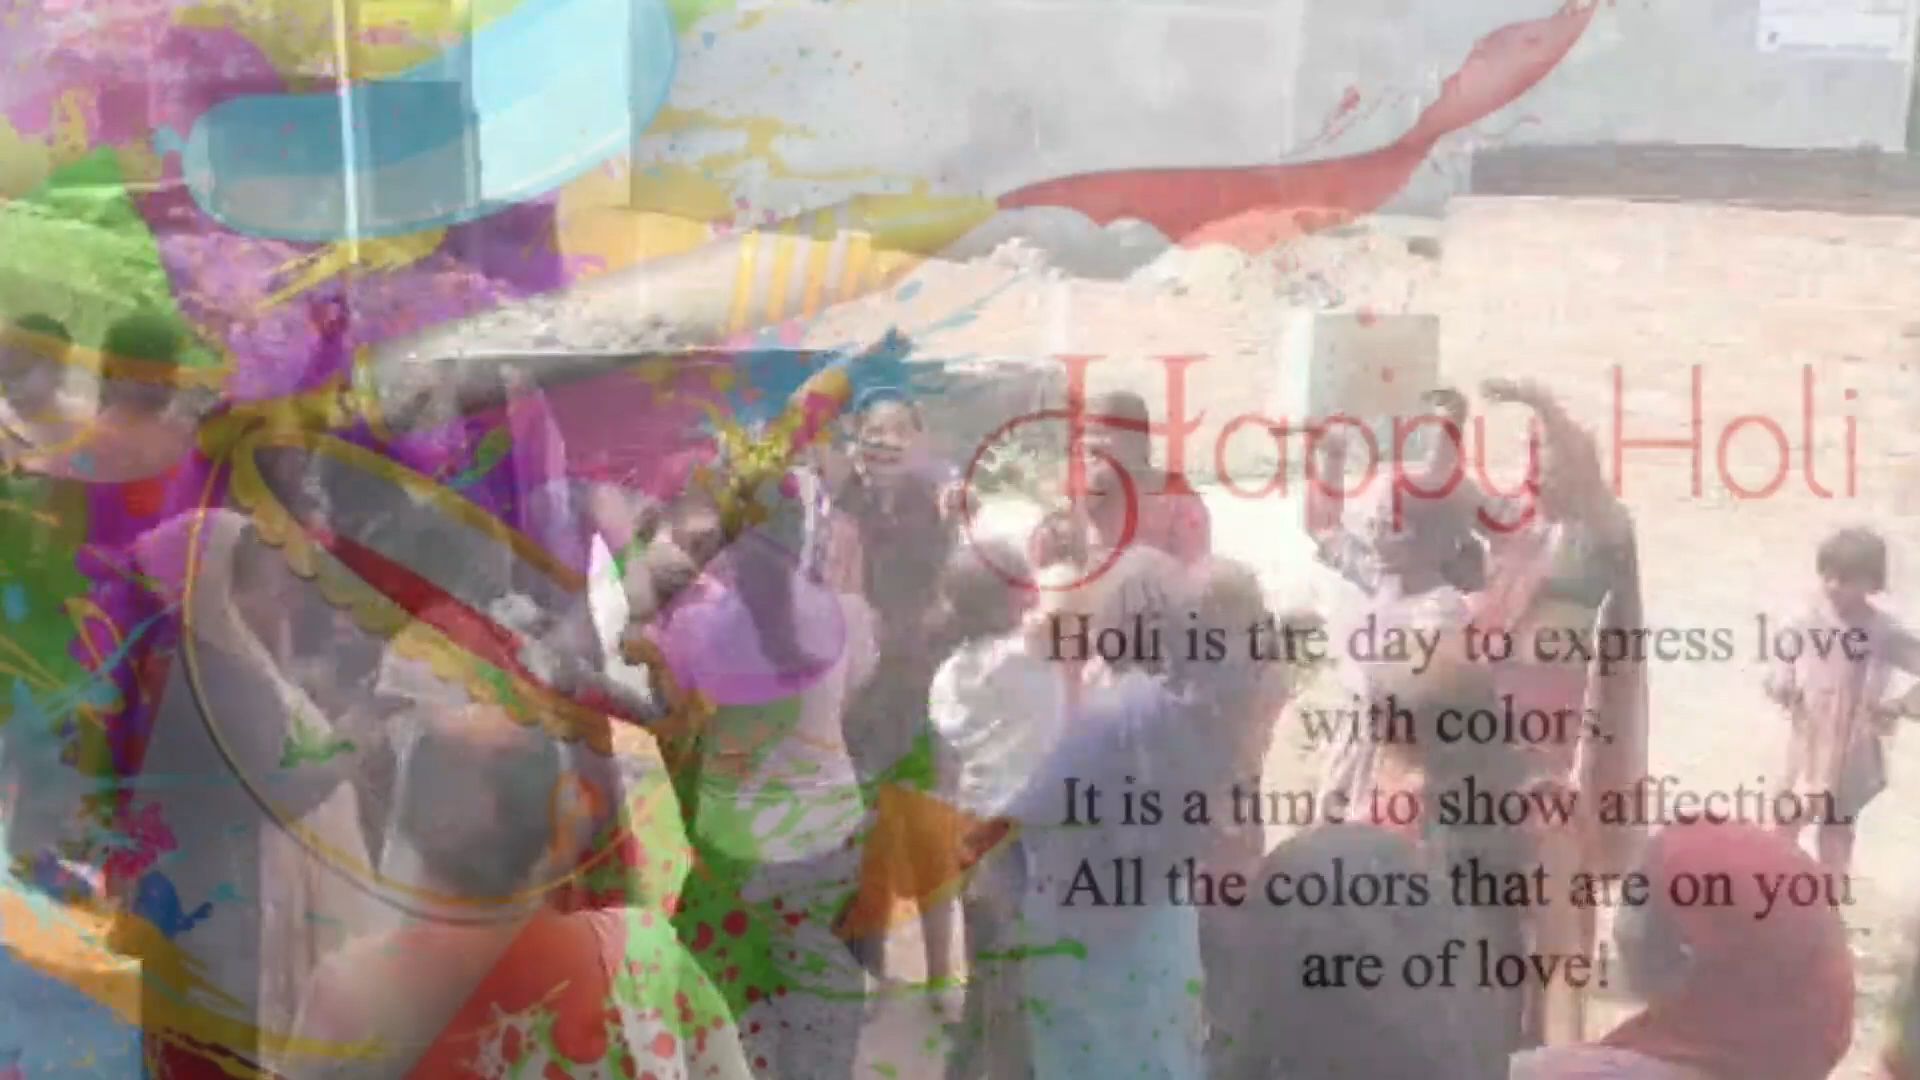 Happy Holi
Holi is the day to express love
with colors.
It is a time to show affection.
All the colors that are on you
are of love!